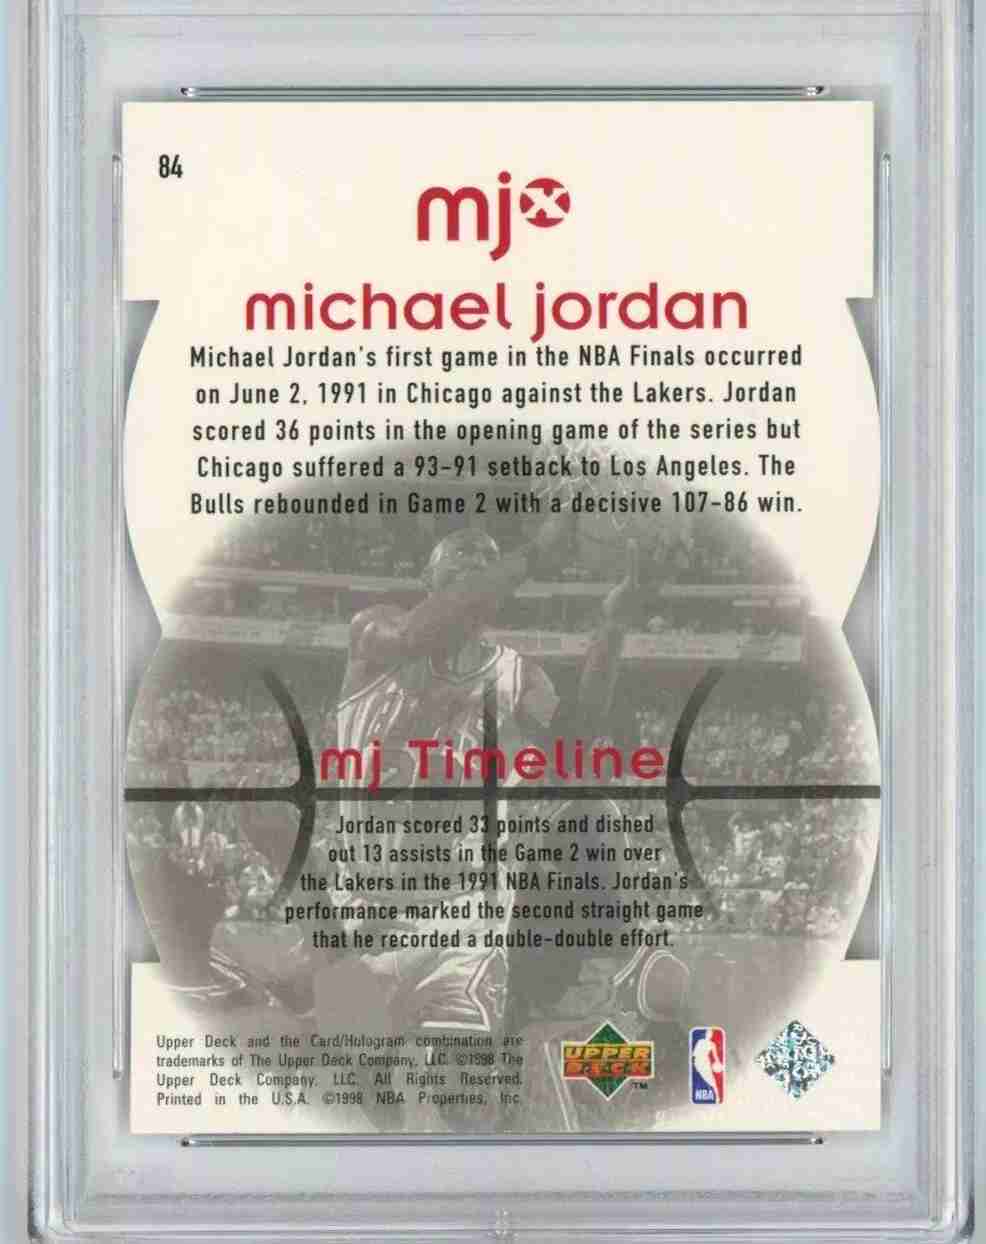 84
mjx
michael jordan
Michael Jordan's first game in the NBA Finals occurred
on June 2, 1991 in Chicago against the Lakers. Jordan
scored 36 points in the opening game of the series but
Chicago suffered a 93-91 setback to Los Angeles. The
Bulls rebounded in Game 2 with a decisive 107-86 win.
mj Timeline
Jordan scored 33 points and dished
out 13 assists in the Game 2 win over
the Lakers in the 1991 NBA Finals. Jordan's
performance marked the second straight game
that he recorded a double-double effort.
Upper Deck and the Card/Hologram combination are
trademarks of The Upper Deck Company, LLC. ©1998 The
Upper Deck Company, LLC. All Rights Reserved.
Printed in the U.S.A. ©1998 NBA Properties, Inc.
UPPER
DECK
TM
NBA